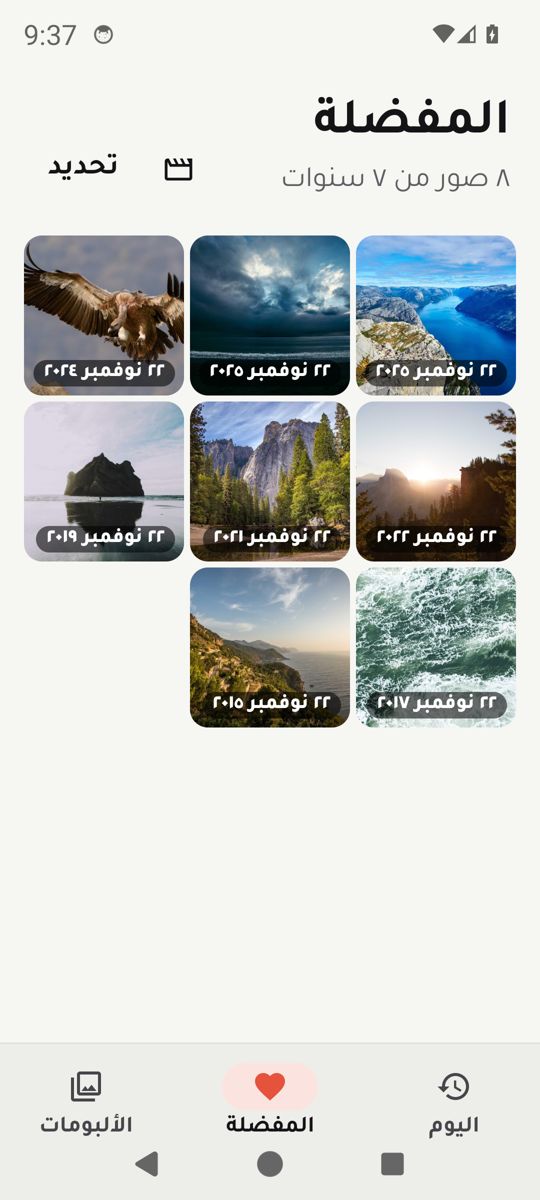 9:37
المفضلة
٨ صور من ٧ سنوات
تحديد
٢٢ نوفمبر ٢٠٢٥
٢٢ نوفمبر ٢٠٢٥
٢٢ نوفمبر ٢٠٢٤
٢٢ نوفمبر ٢٠٢٢
٢٢ نوفمبر ٢٠٢١
٢٢ نوفمبر ٢٠١٩
٢٢ نوفمبر ٢٠١٧
٢٢ نوفمبر ٢٠١٥
اليوم
المفضلة
الألبومات